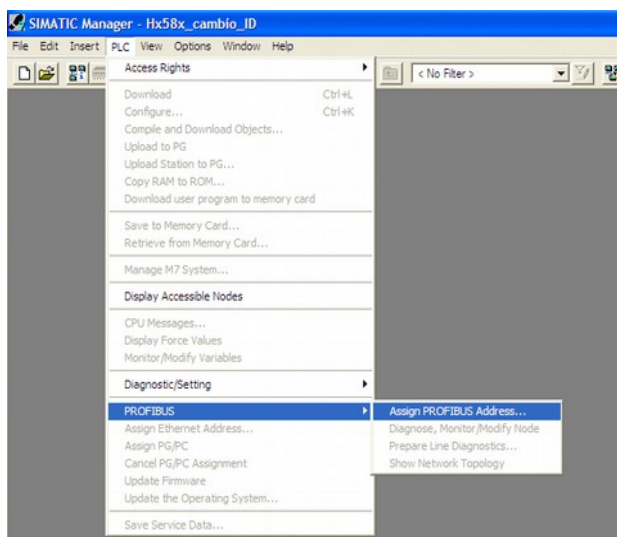 SIMATIC Manager - Hx58x_cambio_ID
File Edit Insert PLC View Options Window Help
< No Filter >
Access Rights
Download Ctrl+L
Configure... Ctrl+K
Compile and Download Objects...
Upload to PG
Upload Station to PG...
Copy RAM to ROM...
Download user program to memory card
Save to Memory Card...
Retrieve from Memory Card...
Manage M7 System...
Display Accessible Nodes
CPU Messages...
Display Force Values
Monitor/Modify Variables
Diagnostic/Setting
PROFIBUS
Assign Ethernet Address...
Assign PG/PC
Cancel PG/PC Assignment
Update Firmware
Update the Operating System...
Save Service Data...
Assign PROFIBUS Address...
Diagnose, Monitor/Modify Node
Prepare Line Diagnostics...
Show Network Topology